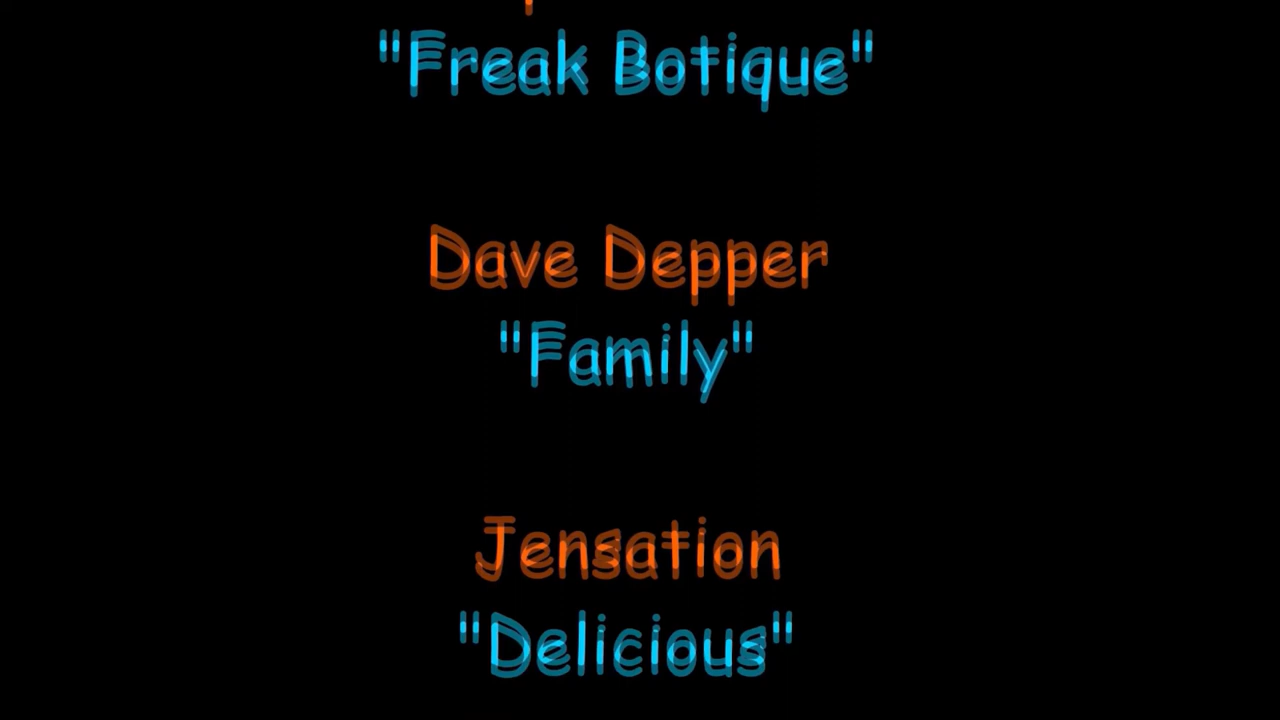 "Freak Botique"
Dave Depper
"Family"
Jensation
"Delicious"